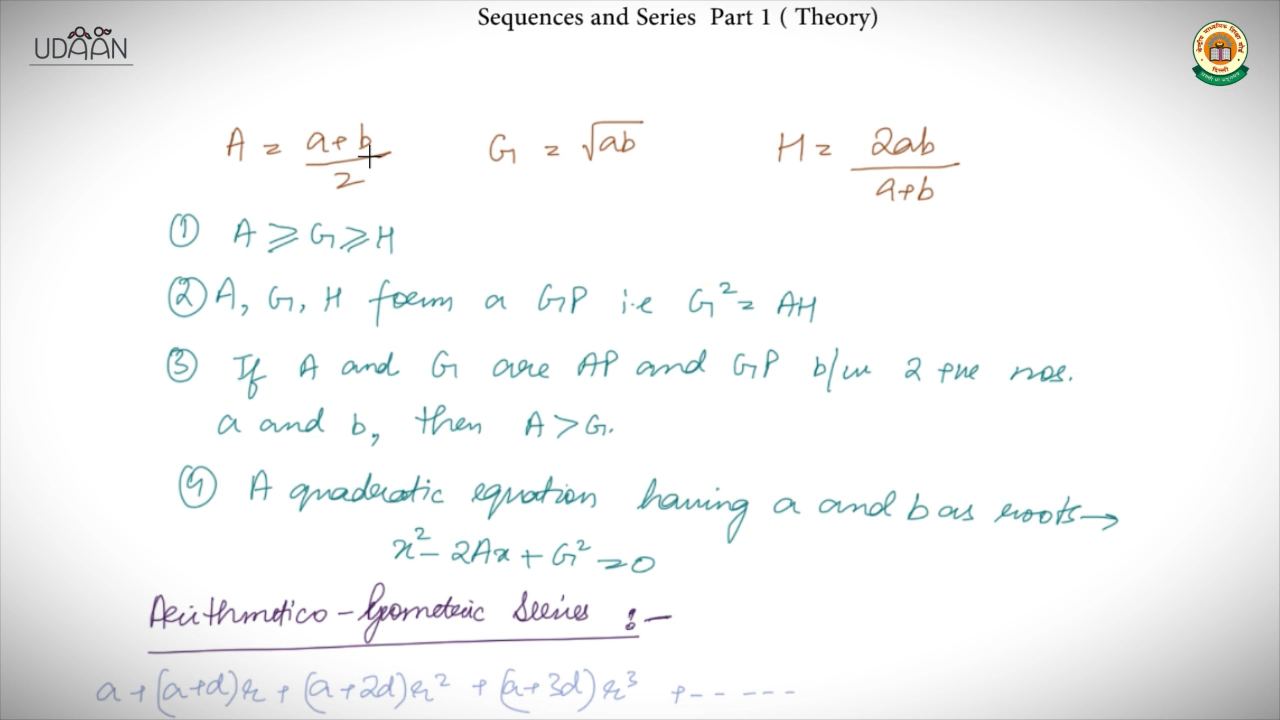 Sequences and Series Part 1 ( Theory)
UDAAN
A = a+b/2 G = √ab H = 2ab/a+b
① A ⩾ G ⩾ H
② A, G, H form a GP i.e G² = AH
③ If A and G are AP and GP b/w 2 +ve nos.
a and b, then A > G.
④ A quadratic equation having a and b as roots →
x² - 2Ax + G² = 0
Arithmetico - Geometric Series :-
a + (a+d)r + (a+2d)r² + (a+3d)r³ + - - - - - -